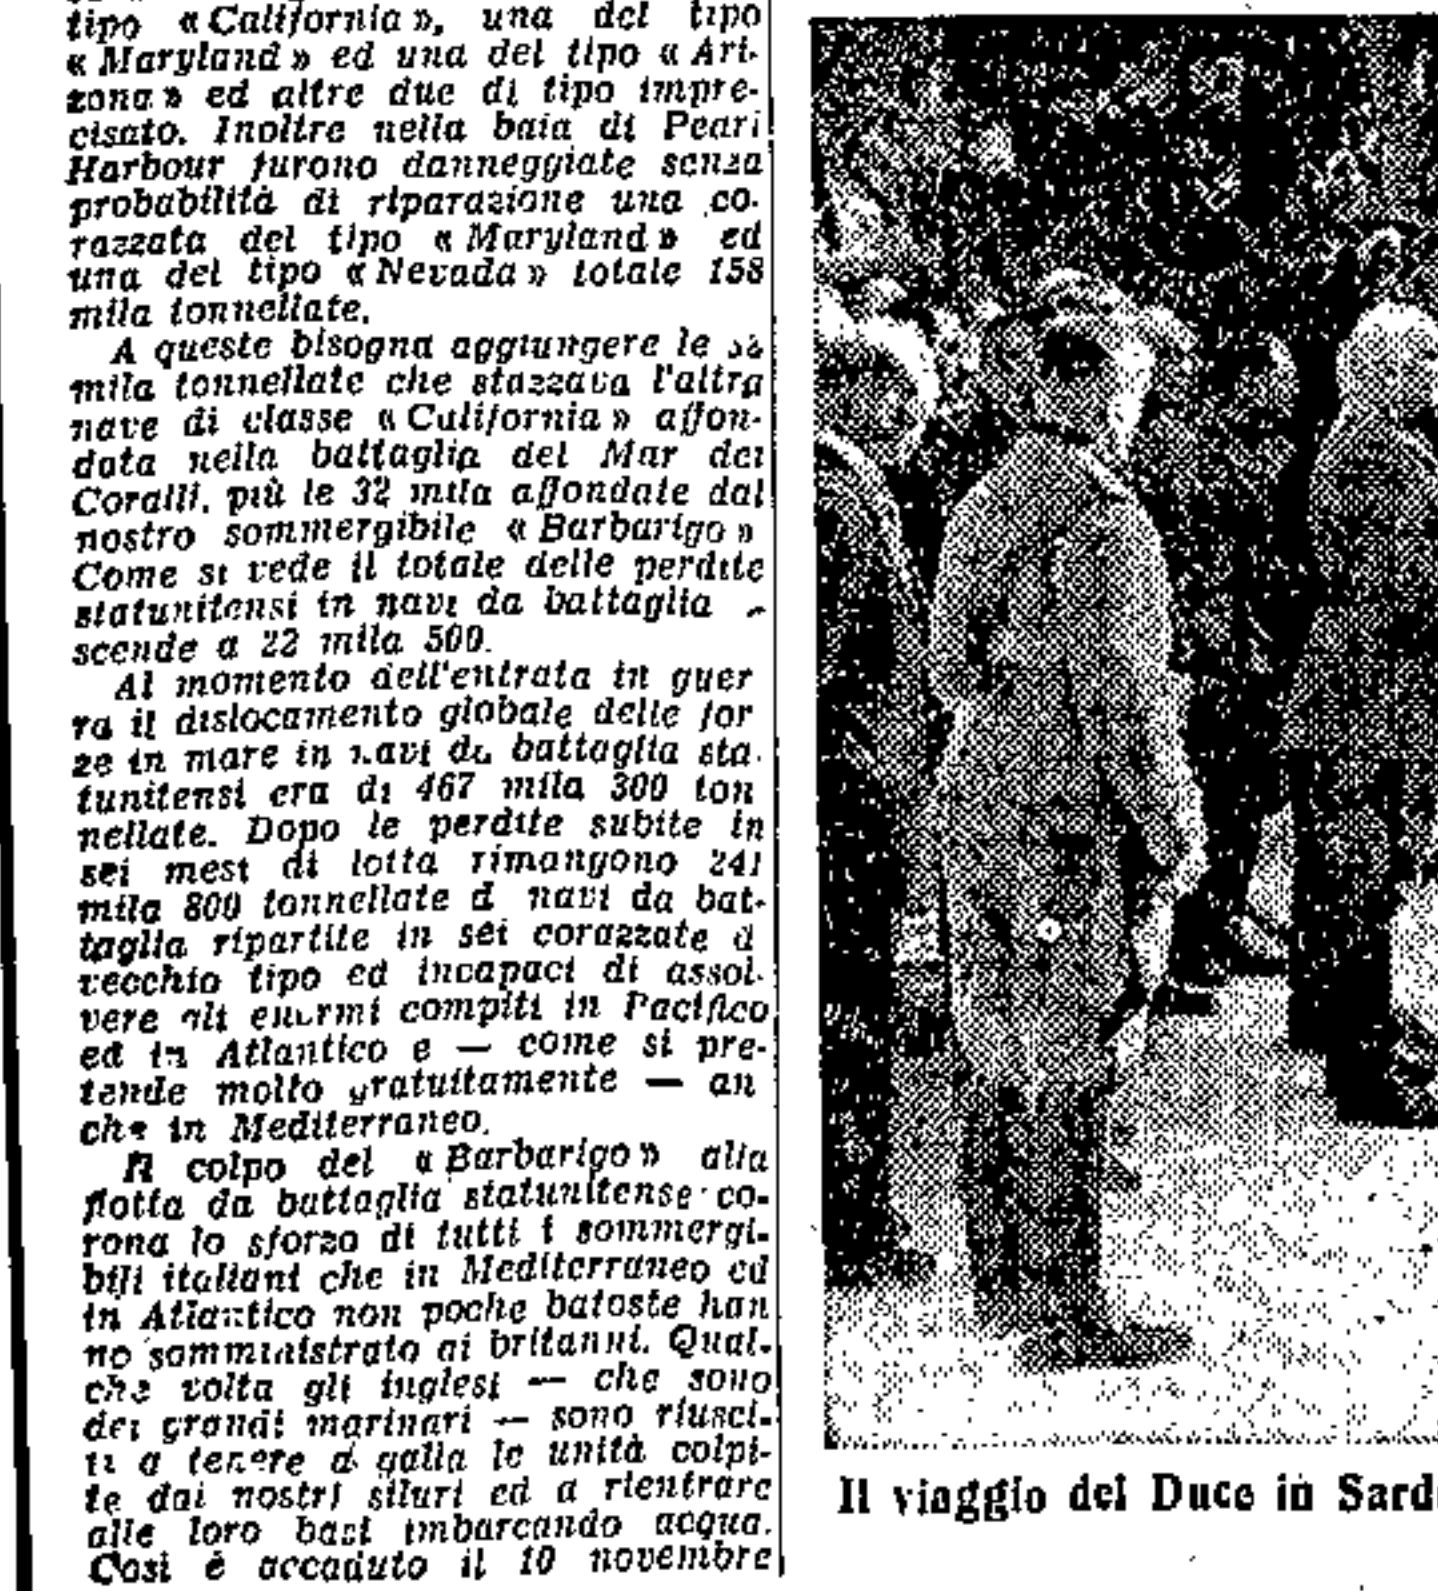 tipo «California», una del tipo
«Maryland» ed una del tipo «Ari-
zona» ed altre due di tipo impre-
cisato. Inoltre nella baia di Pearl
Harbour furono danneggiate senza
probabilità di riparazione una co-
razzata del tipo «Maryland» ed
una del tipo «Nevada» totale 158
mila tonnellate.
A queste bisogna aggiungere le
mila tonnellate che stazzava l'altra
nave di classe «California» affon-
data nella battaglia del Mar dei
Coralli, più le 32 mila affondate dal
nostro sommergibile «Barbarigo»
Come si vede il totale delle perdite
statunitensi in navi da battaglia
scende a 22 mila 500.
Al momento dell'entrata in guer
ra il dislocamento globale delle for
ze in mare in navi da battaglia sta-
tunitensi era di 467 mila 300 ton
nellate. Dopo le perdite subite in
sei mesi di lotta rimangono 241
mila 800 tonnellate d navi da bat-
taglia ripartite in sei corazzate d
vecchio tipo ed incapaci di assol-
vere gli enormi compiti in Pacifico
ed in Atlantico e — come si pre-
tende molto gratuitamente — an
che in Mediterraneo.
Il colpo del «Barbarigo» alla
flotta da battaglia statunitense co-
rona lo sforzo di tutti i sommergi-
bili italiani che in Mediterraneo ed
in Atlantico non poche batoste han
no somministrato ai britanni. Qual-
che volta gli inglesi — che sono
dei grandi marinari — sono riusci-
ti a tenere a galla le unità colpi-
te dai nostri siluri ed a rientrare
alle loro basi imbarcando acqua.
Così è accaduto il 10 novembre
Il viaggio del Duce in Sard